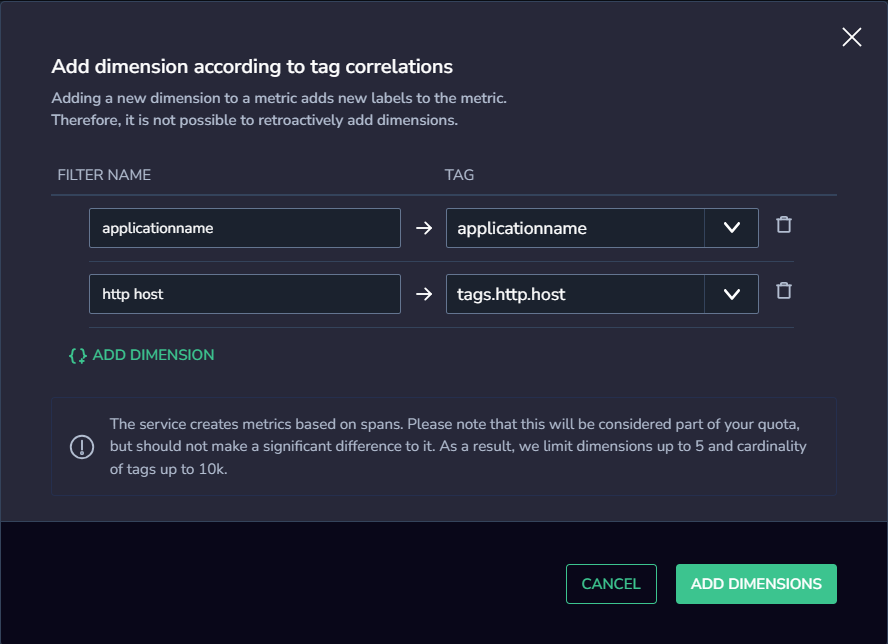 Add dimension according to tag correlations
Adding a new dimension to a metric adds new labels to the metric.
Therefore, it is not possible to retroactively add dimensions.
FILTER NAME TAG
applicationname → applicationname
http host → tags.http.host
{} ADD DIMENSION
The service creates metrics based on spans. Please note that this will be considered part of your quota,
but should not make a significant difference to it. As a result, we limit dimensions up to 5 and cardinality
of tags up to 10k.
CANCEL ADD DIMENSIONS